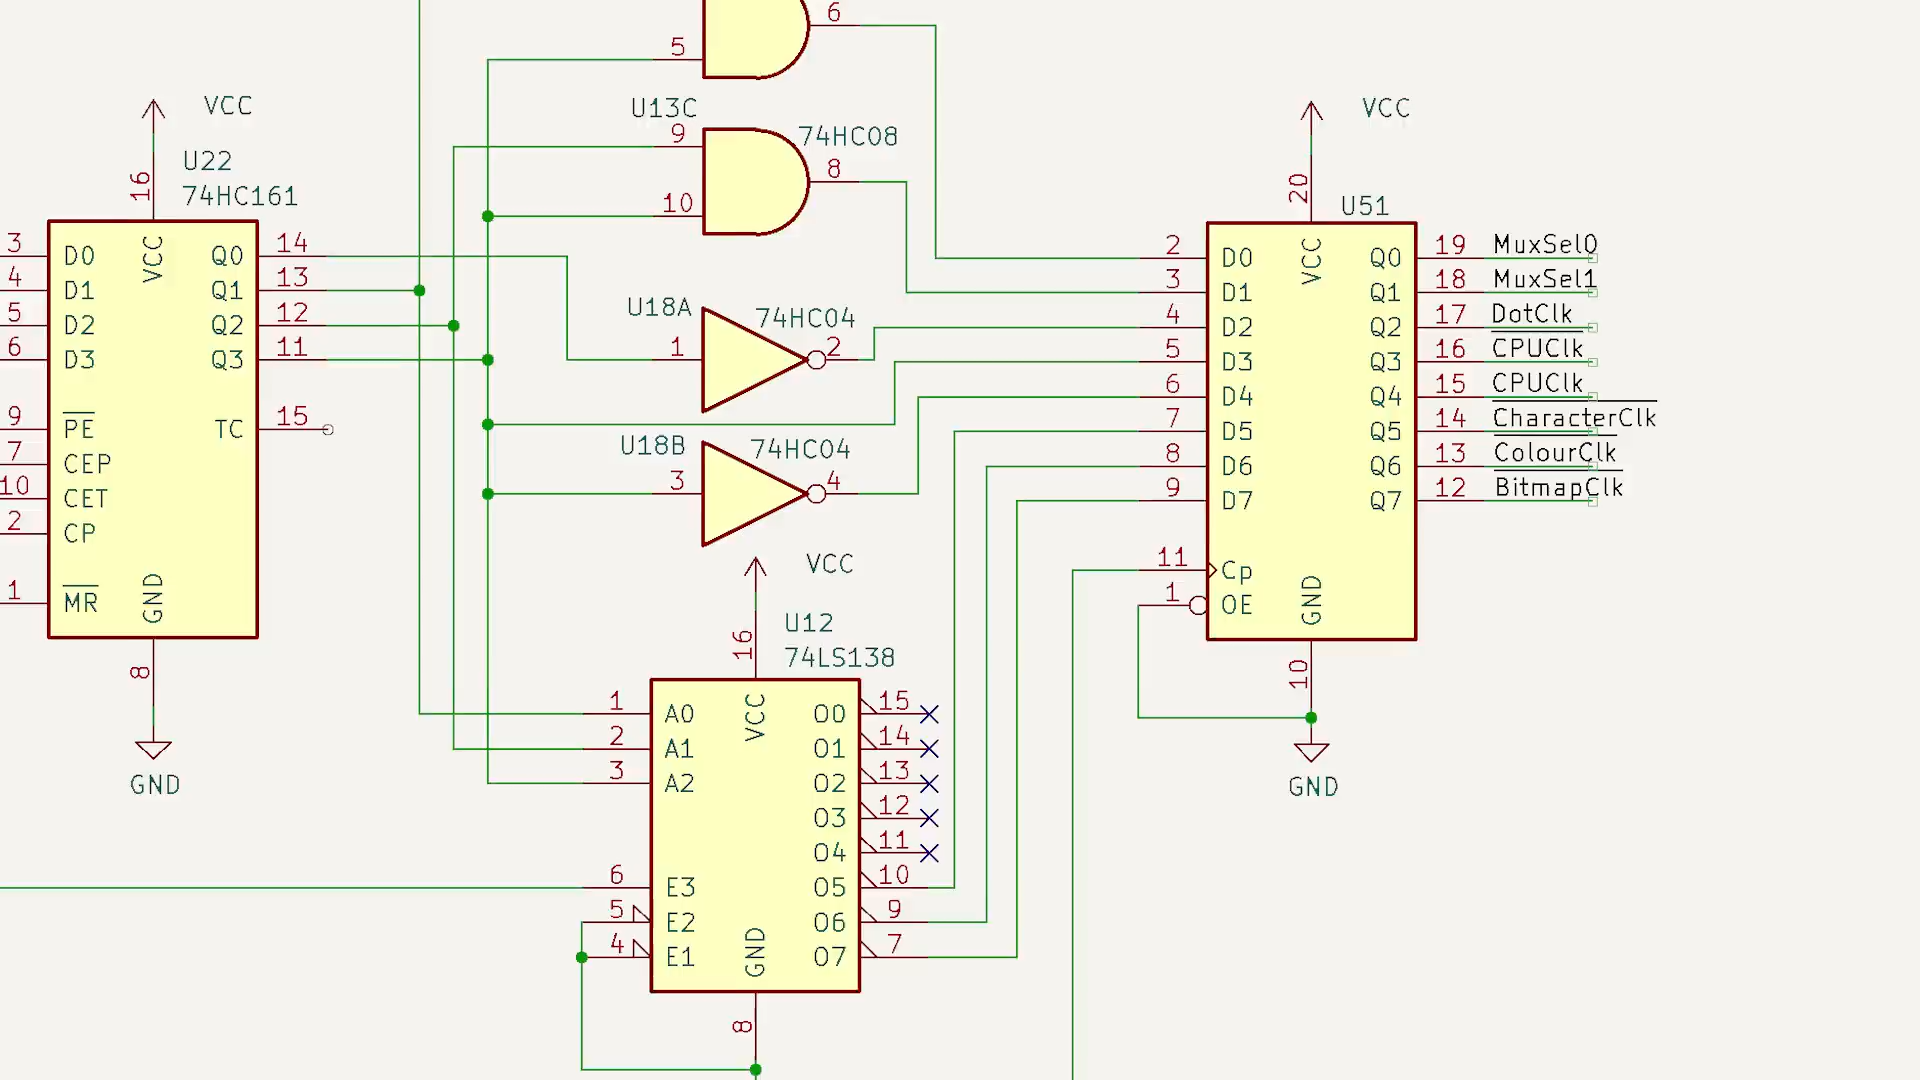 6
5
U13C
74HC08
9
10
8
VCC
U22
74HC161
16
3 D0 VCC Q0 14
4 D1 Q1 13
5 D2 Q2 12
6 D3 Q3 11
9 PE TC 15
7 CEP
10 CET
2 CP
1 MR GND
8
GND
U18A 74HC04
1 2
U18B 74HC04
3 4
VCC
U12
74LS138
16
1 A0 VCC O0 15
2 A1 O1 14
3 A2 O2 13
O3 12
O4 11
6 E3 O5 10
5 E2 O6 9
4 E1 GND O7 7
8
VCC
U51
20
2 D0 VCC Q0 19 MuxSel0
3 D1 Q1 18 MuxSel1
4 D2 Q2 17 DotClk
5 D3 Q3 16 CPUClk
6 D4 Q4 15 CPUClk
7 D5 Q5 14 CharacterClk
8 D6 Q6 13 ColourClk
9 D7 Q7 12 BitmapClk
11 Cp
1 OE GND
10
GND